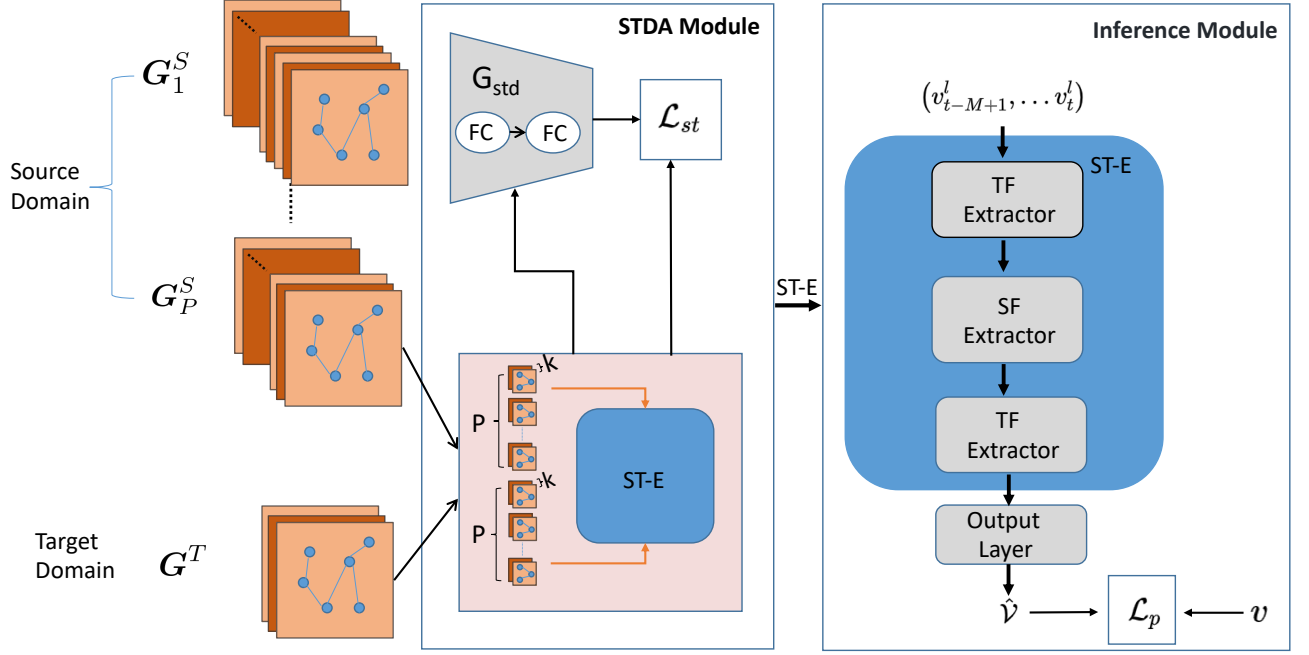 Source
Domain
G_1^S
G_P^S
Target
Domain
G^T
STDA Module
G_std
FC
FC
ℒ_st
P
k
P
k
ST-E
ST-E
Inference Module
(v_{t-M+1}^l, … v_t^l)
ST-E
TF
Extractor
SF
Extractor
TF
Extractor
Output
Layer
𝒱̂
ℒ_p
v